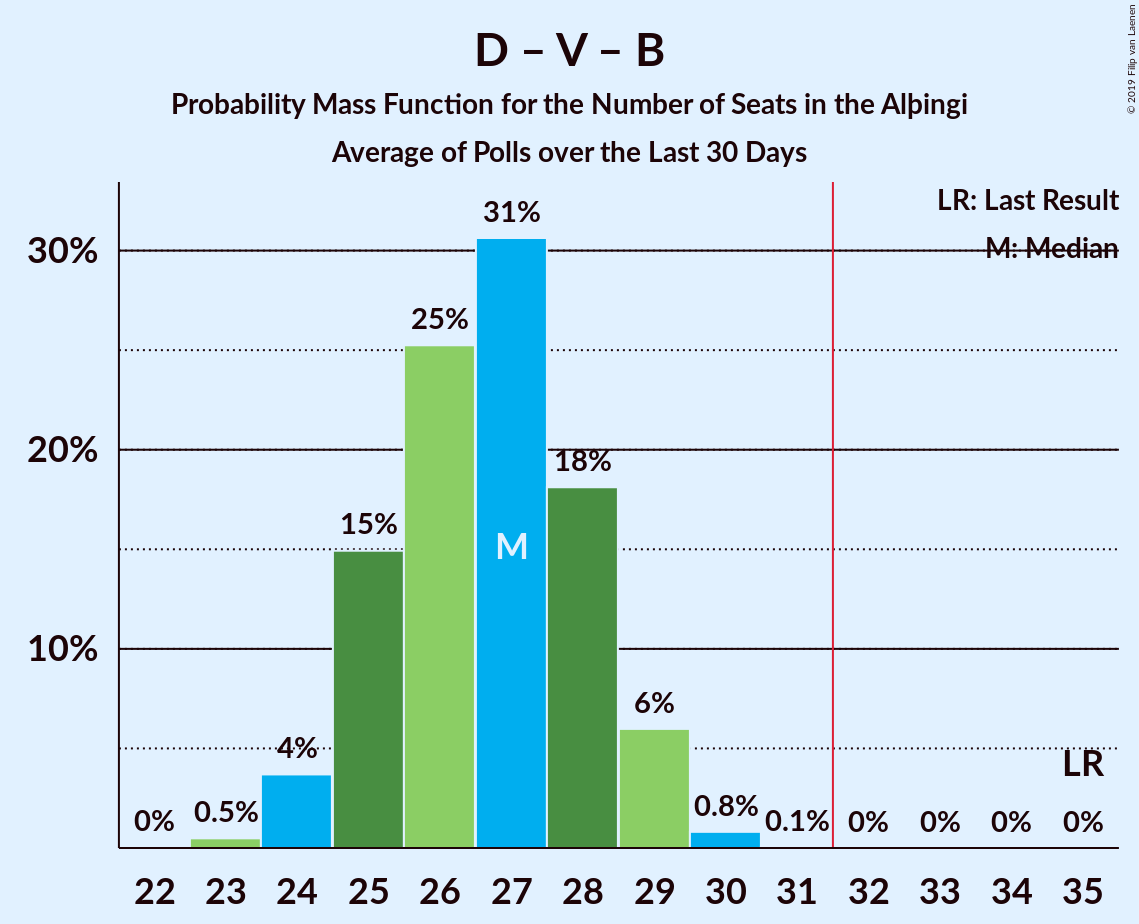 D – V – B
Probability Mass Function for the Number of Seats in the Alþingi
Average of Polls over the Last 30 Days
© 2019 Filip van Laenen
LR: Last Result
M: Median
31%
30%
25%
20%
18%
15%
M
10%
6%
4%
LR
0%
0.5%
0.8%
0.1%
0%
0%
0%
0%
22 23 24 25 26 27 28 29 30 31 32 33 34 35